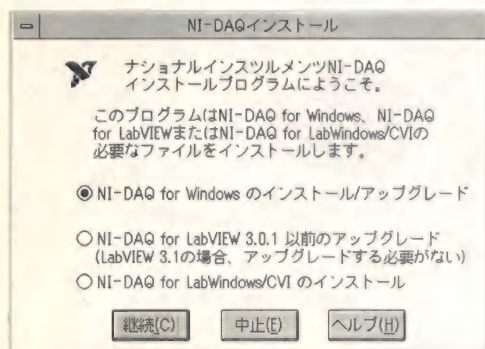 NI-DAQインストール
ナショナルインスツルメンツNI-DAQ
インストールプログラムにようこそ。
このプログラムはNI-DAQ for Windows、NI-DAQ
for LabVIEWまたはNI-DAQ for LabWindows/CVIの
必要なファイルをインストールします。
NI-DAQ for Windows のインストール/アップグレード
NI-DAQ for LabVIEW 3.0.1 以前のアップグレード
(LabVIEW 3.1の場合、アップグレードする必要がない)
NI-DAQ for LabWindows/CVI のインストール
継続(C) 中止(E) ヘルプ(H)